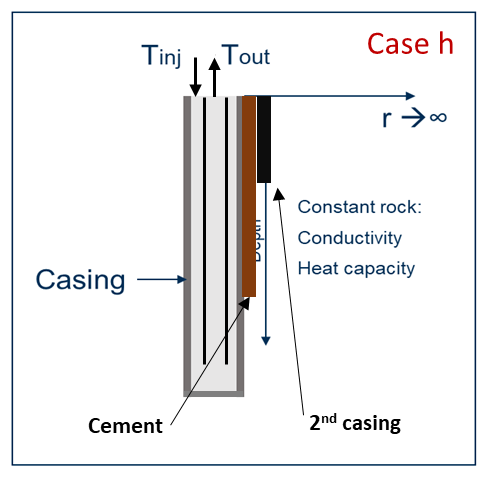 Case h
Tinj
Tout
r → ∞
Constant rock:
Conductivity
Heat capacity
Depth
Casing
Cement
2nd casing